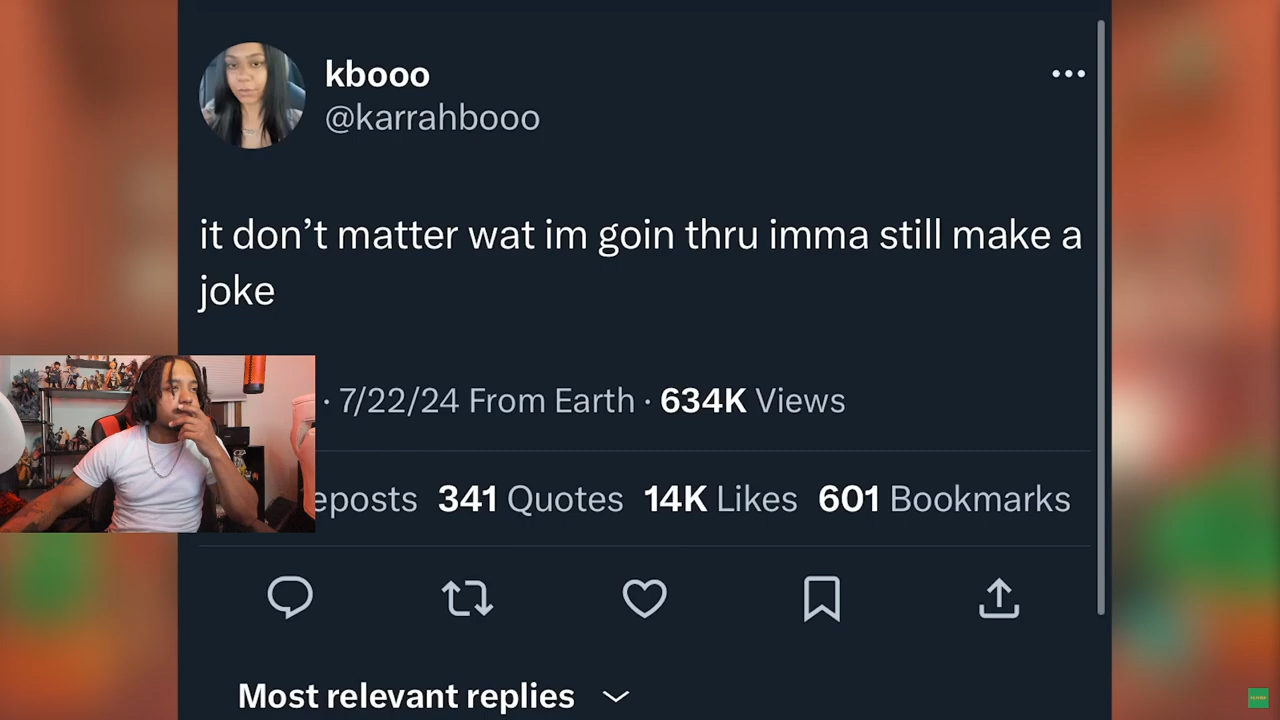 kbooo
@karrahbooo
it don’t matter wat im goin thru imma still make a
joke
· 7/22/24 From Earth · 634K Views
eposts 341 Quotes 14K Likes 601 Bookmarks
Most relevant replies